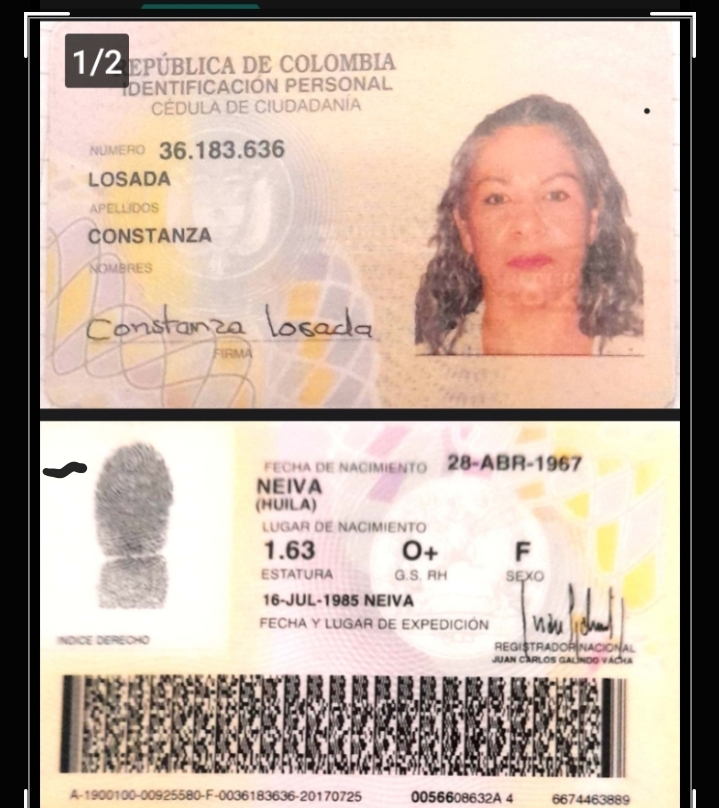 1/2
EPÚBLICA DE COLOMBIA
IDENTIFICACIÓN PERSONAL
CÉDULA DE CIUDADANÍA
NÚMERO 36.183.636
LOSADA
APELLIDOS
CONSTANZA
NOMBRES
Constanza losada
FIRMA
FECHA DE NACIMIENTO 28-ABR-1967
NEIVA
(HUILA)
LUGAR DE NACIMIENTO
1.63 O+ F
ESTATURA G.S. RH SEXO
16-JUL-1985 NEIVA
FECHA Y LUGAR DE EXPEDICIÓN
INDICE DERECHO
REGISTRADOR NACIONAL
JUAN CARLOS GALINDO VACHA
A-1900100-00925580-F-0036183636-20170725 0056608632A 4 6674463889